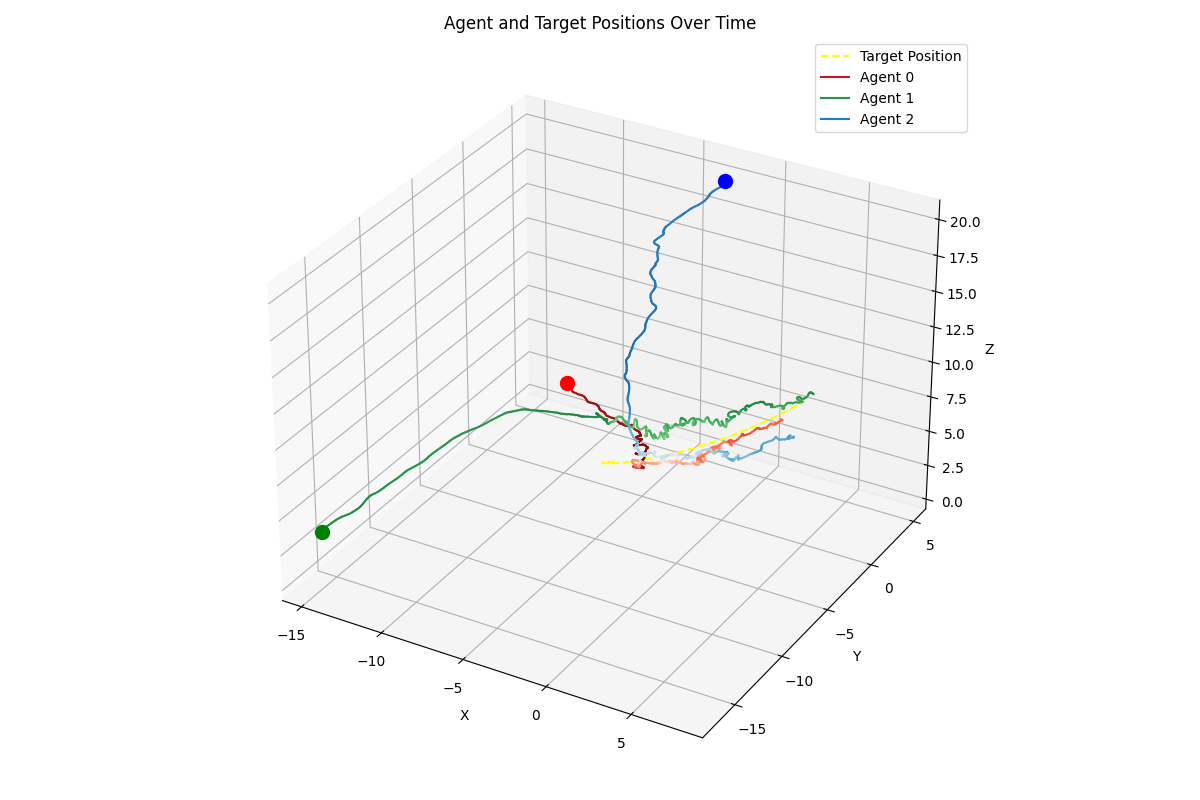 Agent and Target Positions Over Time
Target Position
Agent 0
Agent 1
Agent 2
20.0
17.5
15.0
12.5
10.0
7.5
5.0
2.5
0.0
Z
5
0
−5
−10
−15
Y
−15
−10
−5
0
5
X